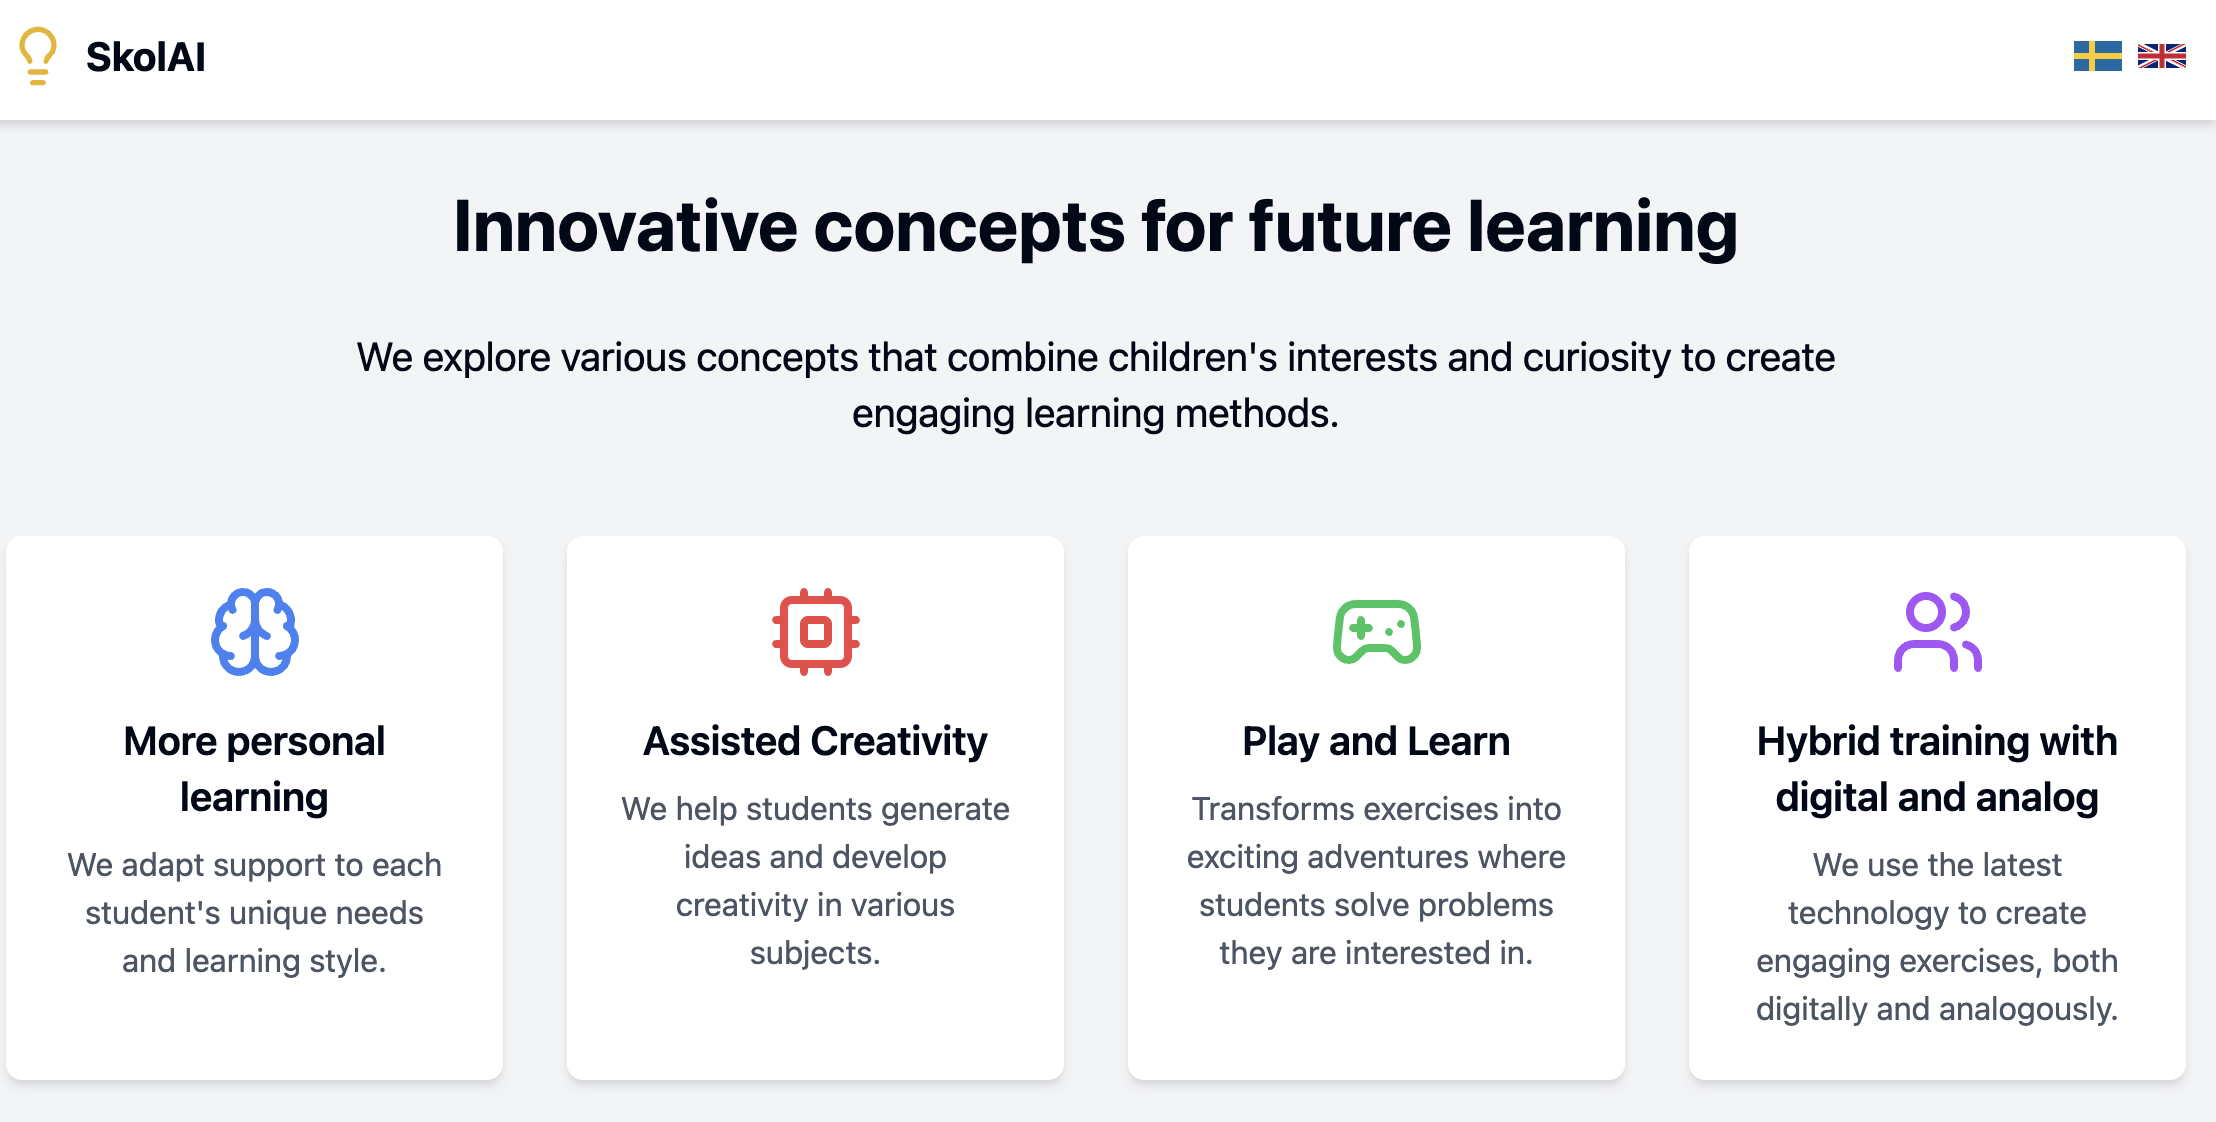 SkolAI
Innovative concepts for future learning
We explore various concepts that combine children's interests and curiosity to create
engaging learning methods.
More personal
learning
We adapt support to each
student's unique needs
and learning style.
Assisted Creativity
We help students generate
ideas and develop
creativity in various
subjects.
Play and Learn
Transforms exercises into
exciting adventures where
students solve problems
they are interested in.
Hybrid training with
digital and analog
We use the latest
technology to create
engaging exercises, both
digitally and analogously.